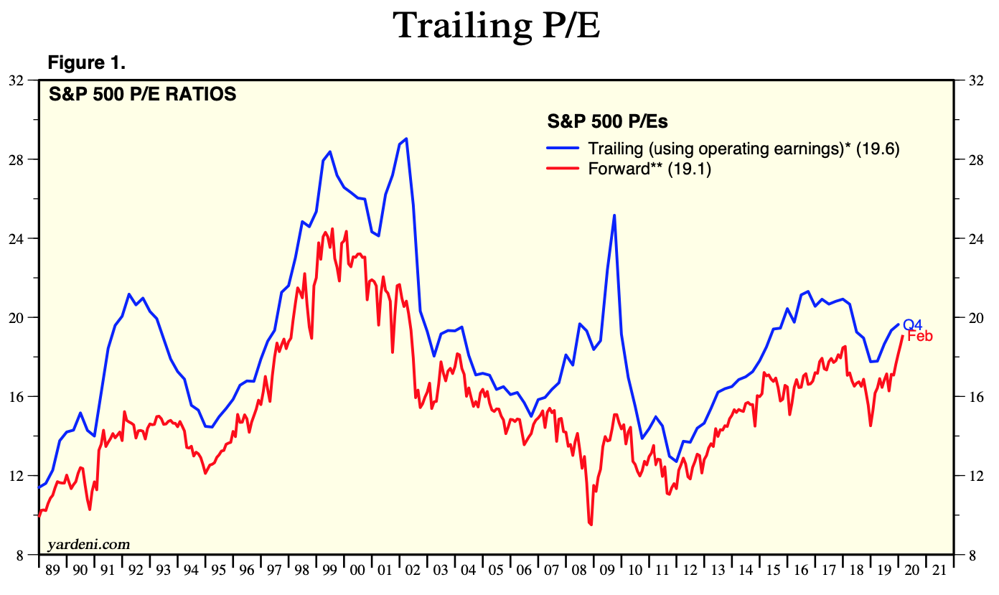 Trailing P/E
Figure 1.
32
32
S&P 500 P/E RATIOS
S&P 500 P/Es
Trailing (using operating earnings)* (19.6)
Forward** (19.1)
28
28
24
24
20
20
Q4
Feb
16
16
12
12
yardeni.com
8
8
89 90 91 92 93 94 95 96 97 98 99 00 01 02 03 04 05 06 07 08 09 10 11 12 13 14 15 16 17 18 19 20 21